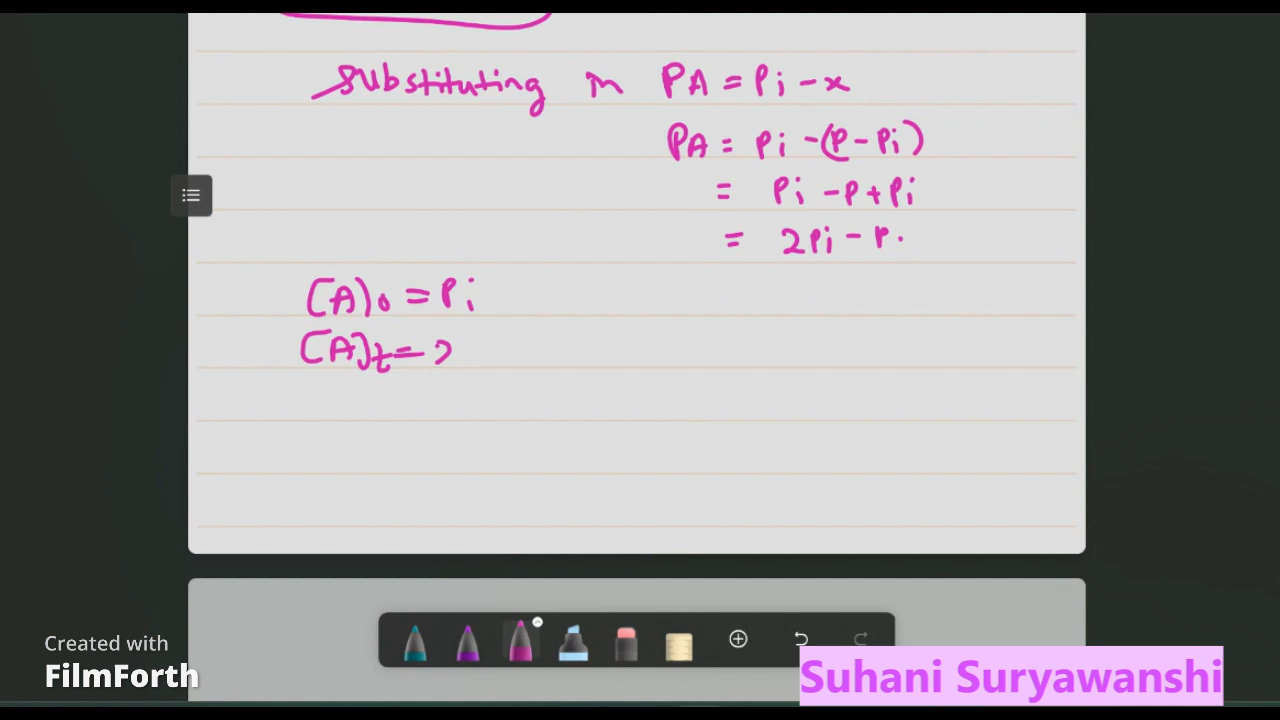 substituting in PA = Pi - x
PA = Pi - (P - Pi)
= Pi - P + Pi
= 2Pi - P.
[A]0 = Pi
[A]t =
Created with
FilmForth
Suhani Suryawanshi